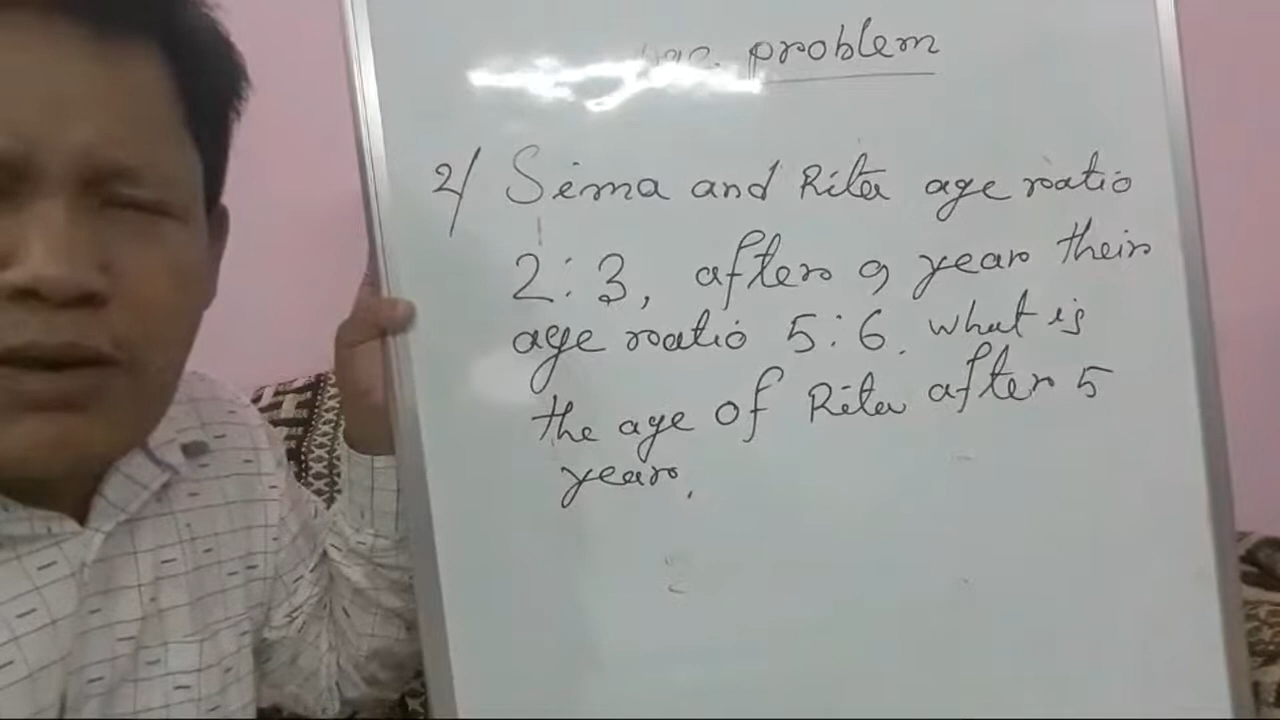 problem
2/ Sima and Rita age ratio
2:3, after 9 year their
age ratio 5:6. what is
the age of Rita after 5
year.